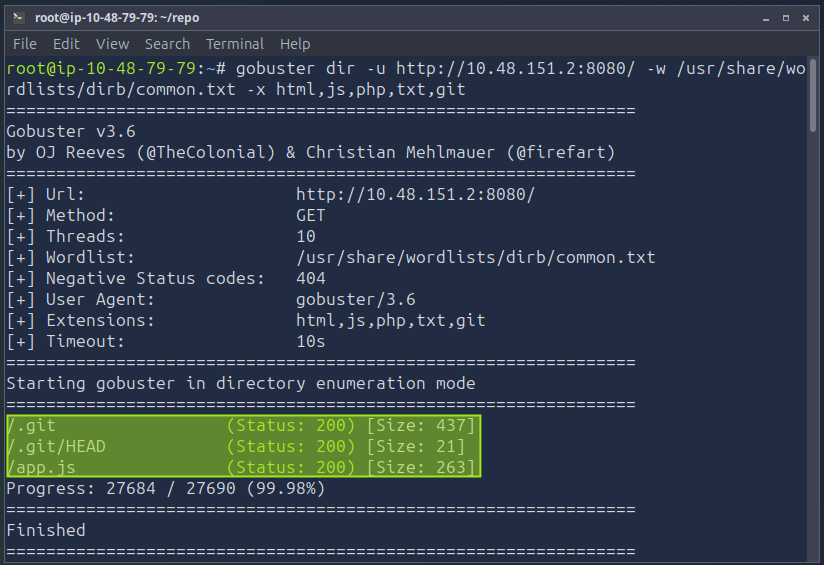 root@ip-10-48-79-79: ~/repo
File Edit View Search Terminal Help
root@ip-10-48-79-79:~# gobuster dir -u http://10.48.151.2:8080/ -w /usr/share/wo
rdlists/dirb/common.txt -x html,js,php,txt,git
===============================================================
Gobuster v3.6
by OJ Reeves (@TheColonial) & Christian Mehlmauer (@firefart)
===============================================================
[+] Url:                     http://10.48.151.2:8080/
[+] Method:                  GET
[+] Threads:                 10
[+] Wordlist:                /usr/share/wordlists/dirb/common.txt
[+] Negative Status codes:   404
[+] User Agent:              gobuster/3.6
[+] Extensions:              html,js,php,txt,git
[+] Timeout:                 10s
===============================================================
Starting gobuster in directory enumeration mode
===============================================================
/.git                 (Status: 200) [Size: 437]
/.git/HEAD            (Status: 200) [Size: 21]
/app.js               (Status: 200) [Size: 263]
Progress: 27684 / 27690 (99.98%)
===============================================================
Finished
===============================================================